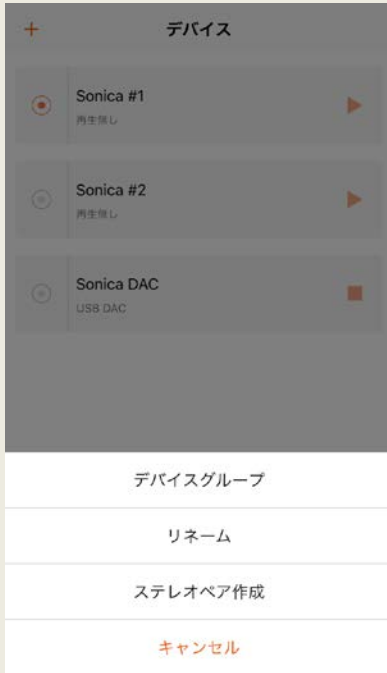 + デバイス
Sonica #1
再生無し
Sonica #2
再生無し
Sonica DAC
USB DAC
デバイスグループ
リネーム
ステレオペア作成
キャンセル